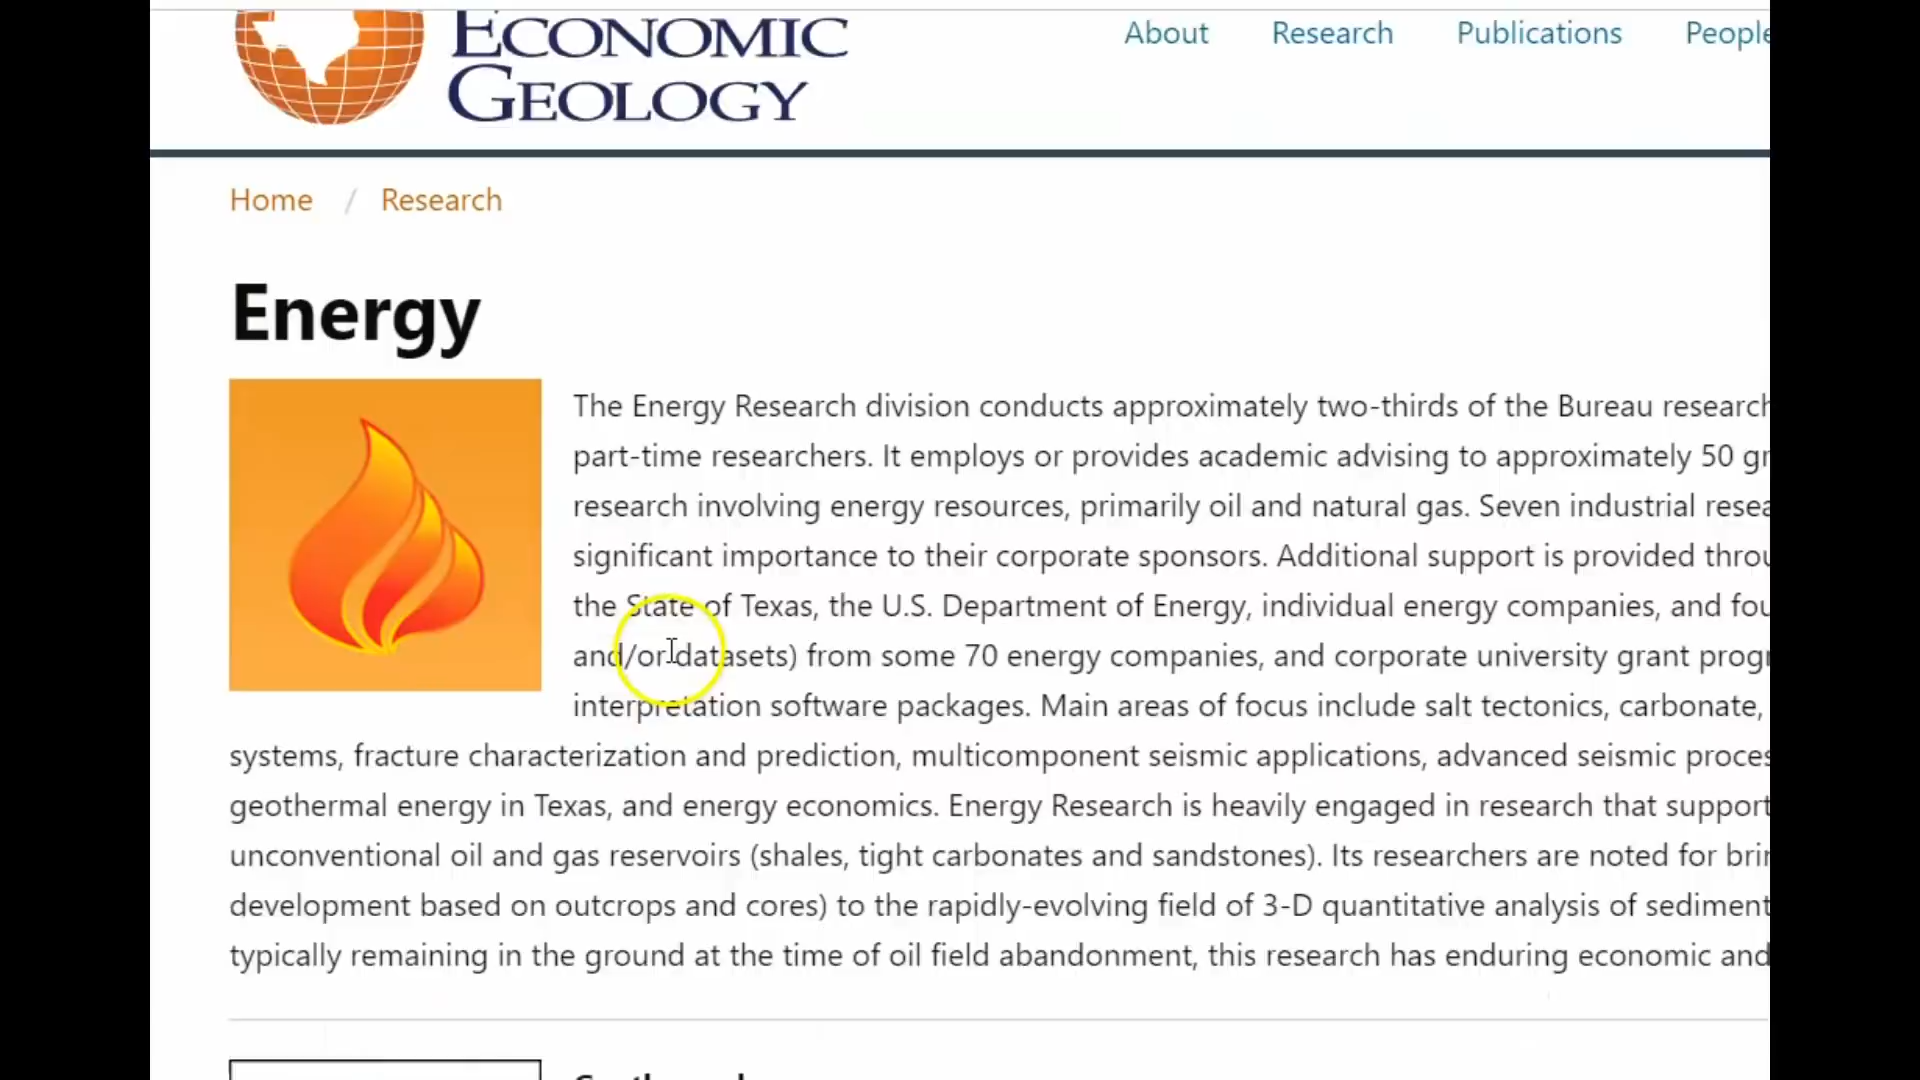 ECONOMIC
GEOLOGY
About Research Publications People
Home / Research
Energy
The Energy Research division conducts approximately two-thirds of the Bureau research
part-time researchers. It employs or provides academic advising to approximately 50
research involving energy resources, primarily oil and natural gas. Seven industrial
significant importance to their corporate sponsors. Additional support is provided
the State of Texas, the U.S. Department of Energy, individual energy companies, and
and/or datasets) from some 70 energy companies, and corporate university grant
interpretation software packages. Main areas of focus include salt tectonics, carbonate,
systems, fracture characterization and prediction, multicomponent seismic applications, advanced seismic
geothermal energy in Texas, and energy economics. Energy Research is heavily engaged in research that support
unconventional oil and gas reservoirs (shales, tight carbonates and sandstones). Its researchers are noted for
development based on outcrops and cores) to the rapidly-evolving field of 3-D quantitative analysis of sediment
typically remaining in the ground at the time of oil field abandonment, this research has enduring economic and